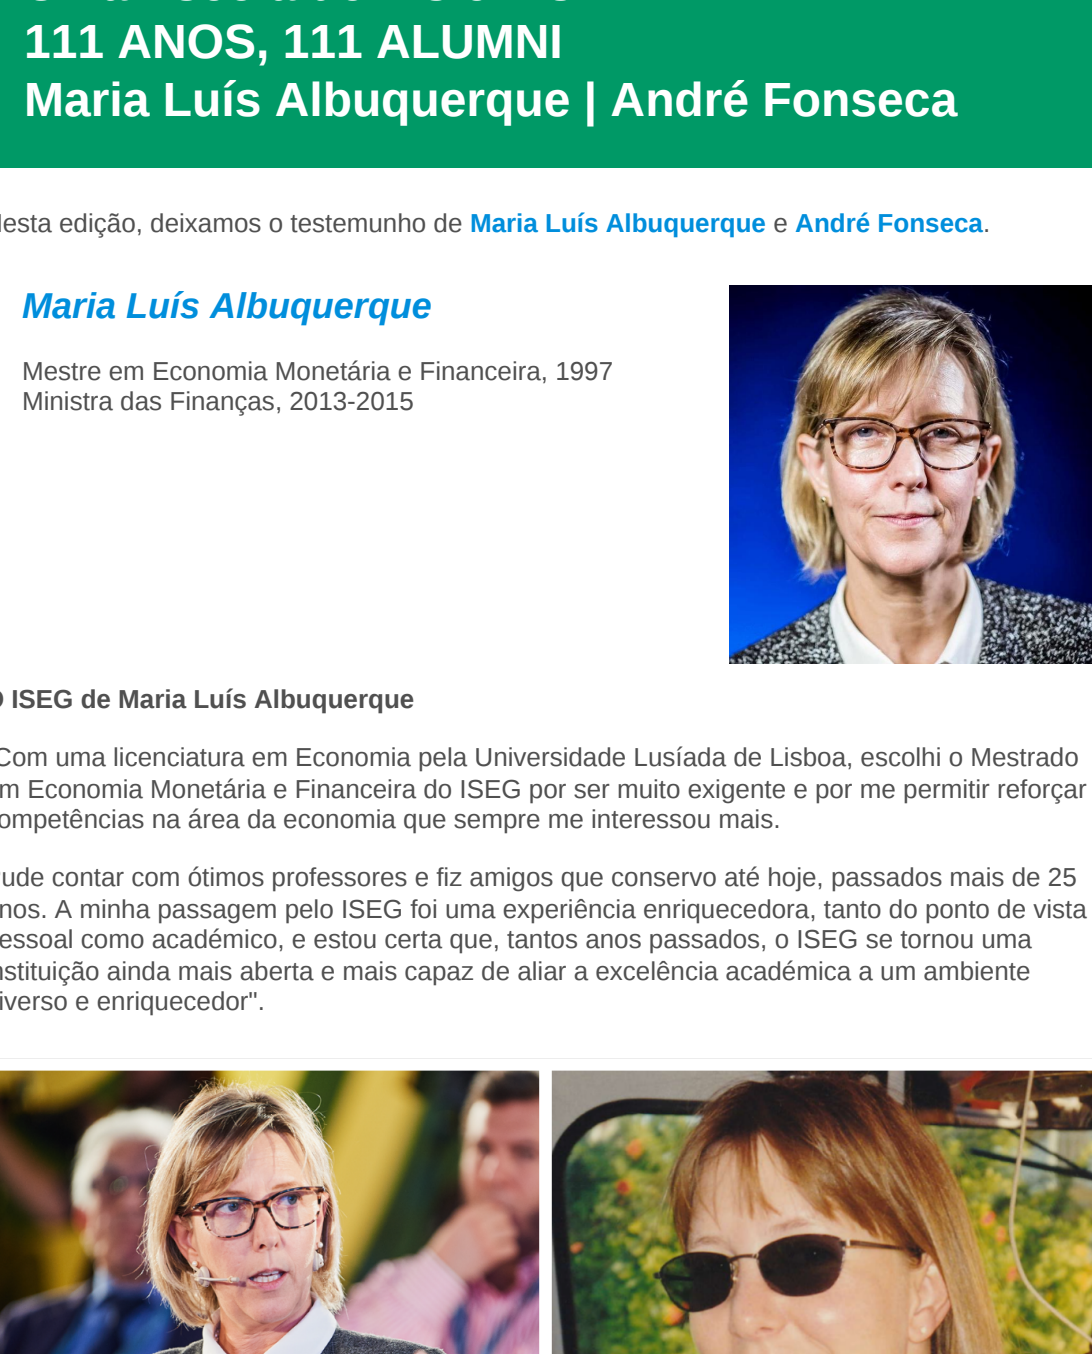 111 ANOS, 111 ALUMNI
Maria Luís Albuquerque | André Fonseca
esta edição, deixamos o testemunho de Maria Luís Albuquerque e André Fonseca.
Maria Luís Albuquerque
Mestre em Economia Monetária e Financeira, 1997
Ministra das Finanças, 2013-2015
O ISEG de Maria Luís Albuquerque
Com uma licenciatura em Economia pela Universidade Lusíada de Lisboa, escolhi o Mestrado
m Economia Monetária e Financeira do ISEG por ser muito exigente e por me permitir reforçar
ompetências na área da economia que sempre me interessou mais.
ude contar com ótimos professores e fiz amigos que conservo até hoje, passados mais de 25
nos. A minha passagem pelo ISEG foi uma experiência enriquecedora, tanto do ponto de vista
essoal como académico, e estou certa que, tantos anos passados, o ISEG se tornou uma
nstituição ainda mais aberta e mais capaz de aliar a excelência académica a um ambiente
iverso e enriquecedor".